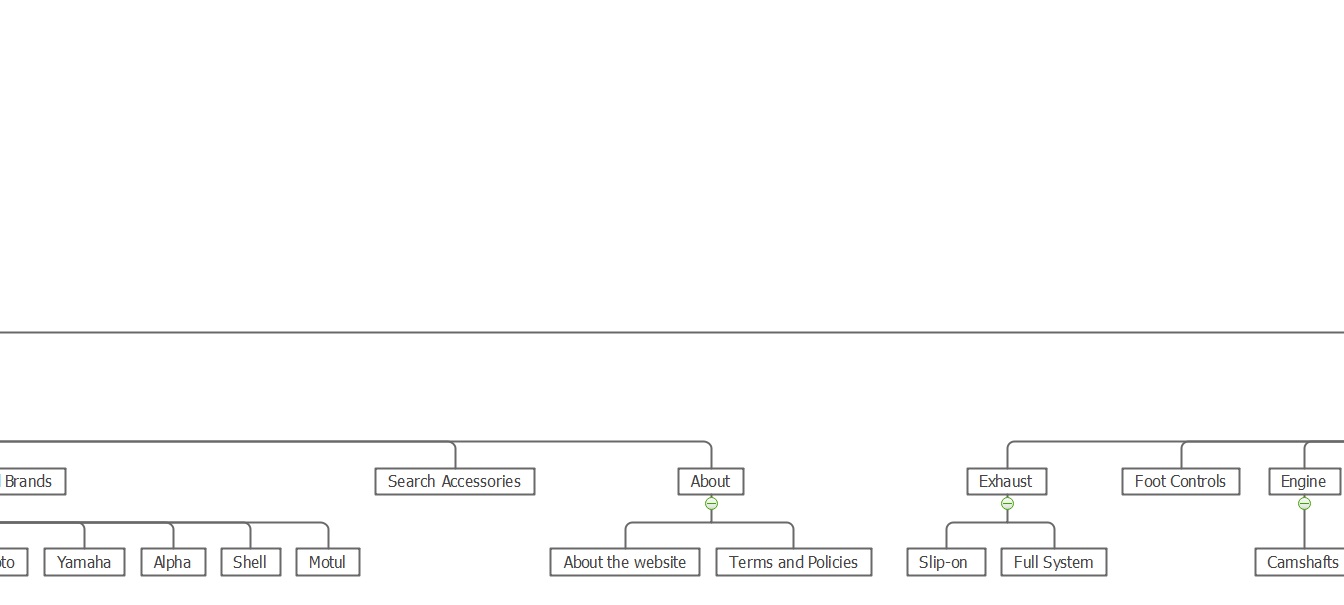 Brands
Search Accessories
About
Exhaust
Foot Controls
Engine
Yamaha
Alpha
Shell
Motul
About the website
Terms and Policies
Slip-on
Full System
Camshafts